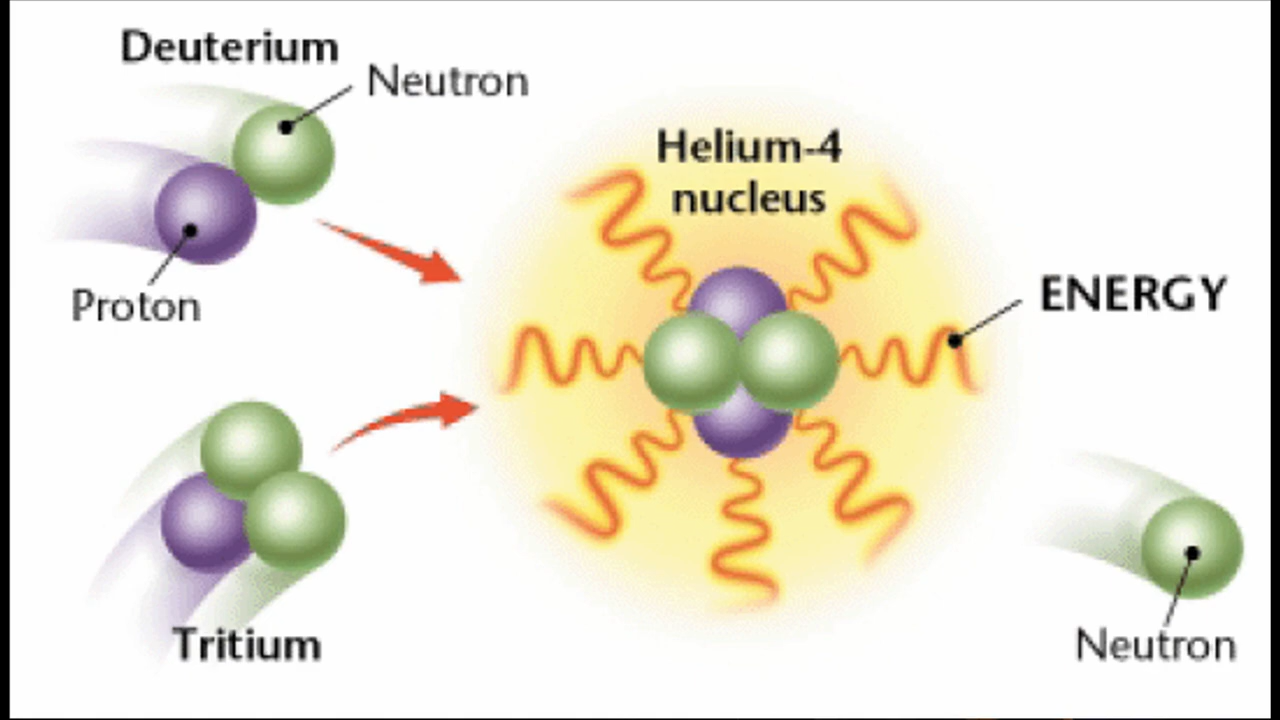 Deuterium
Neutron
Proton
Helium-4
nucleus
ENERGY
Tritium
Neutron